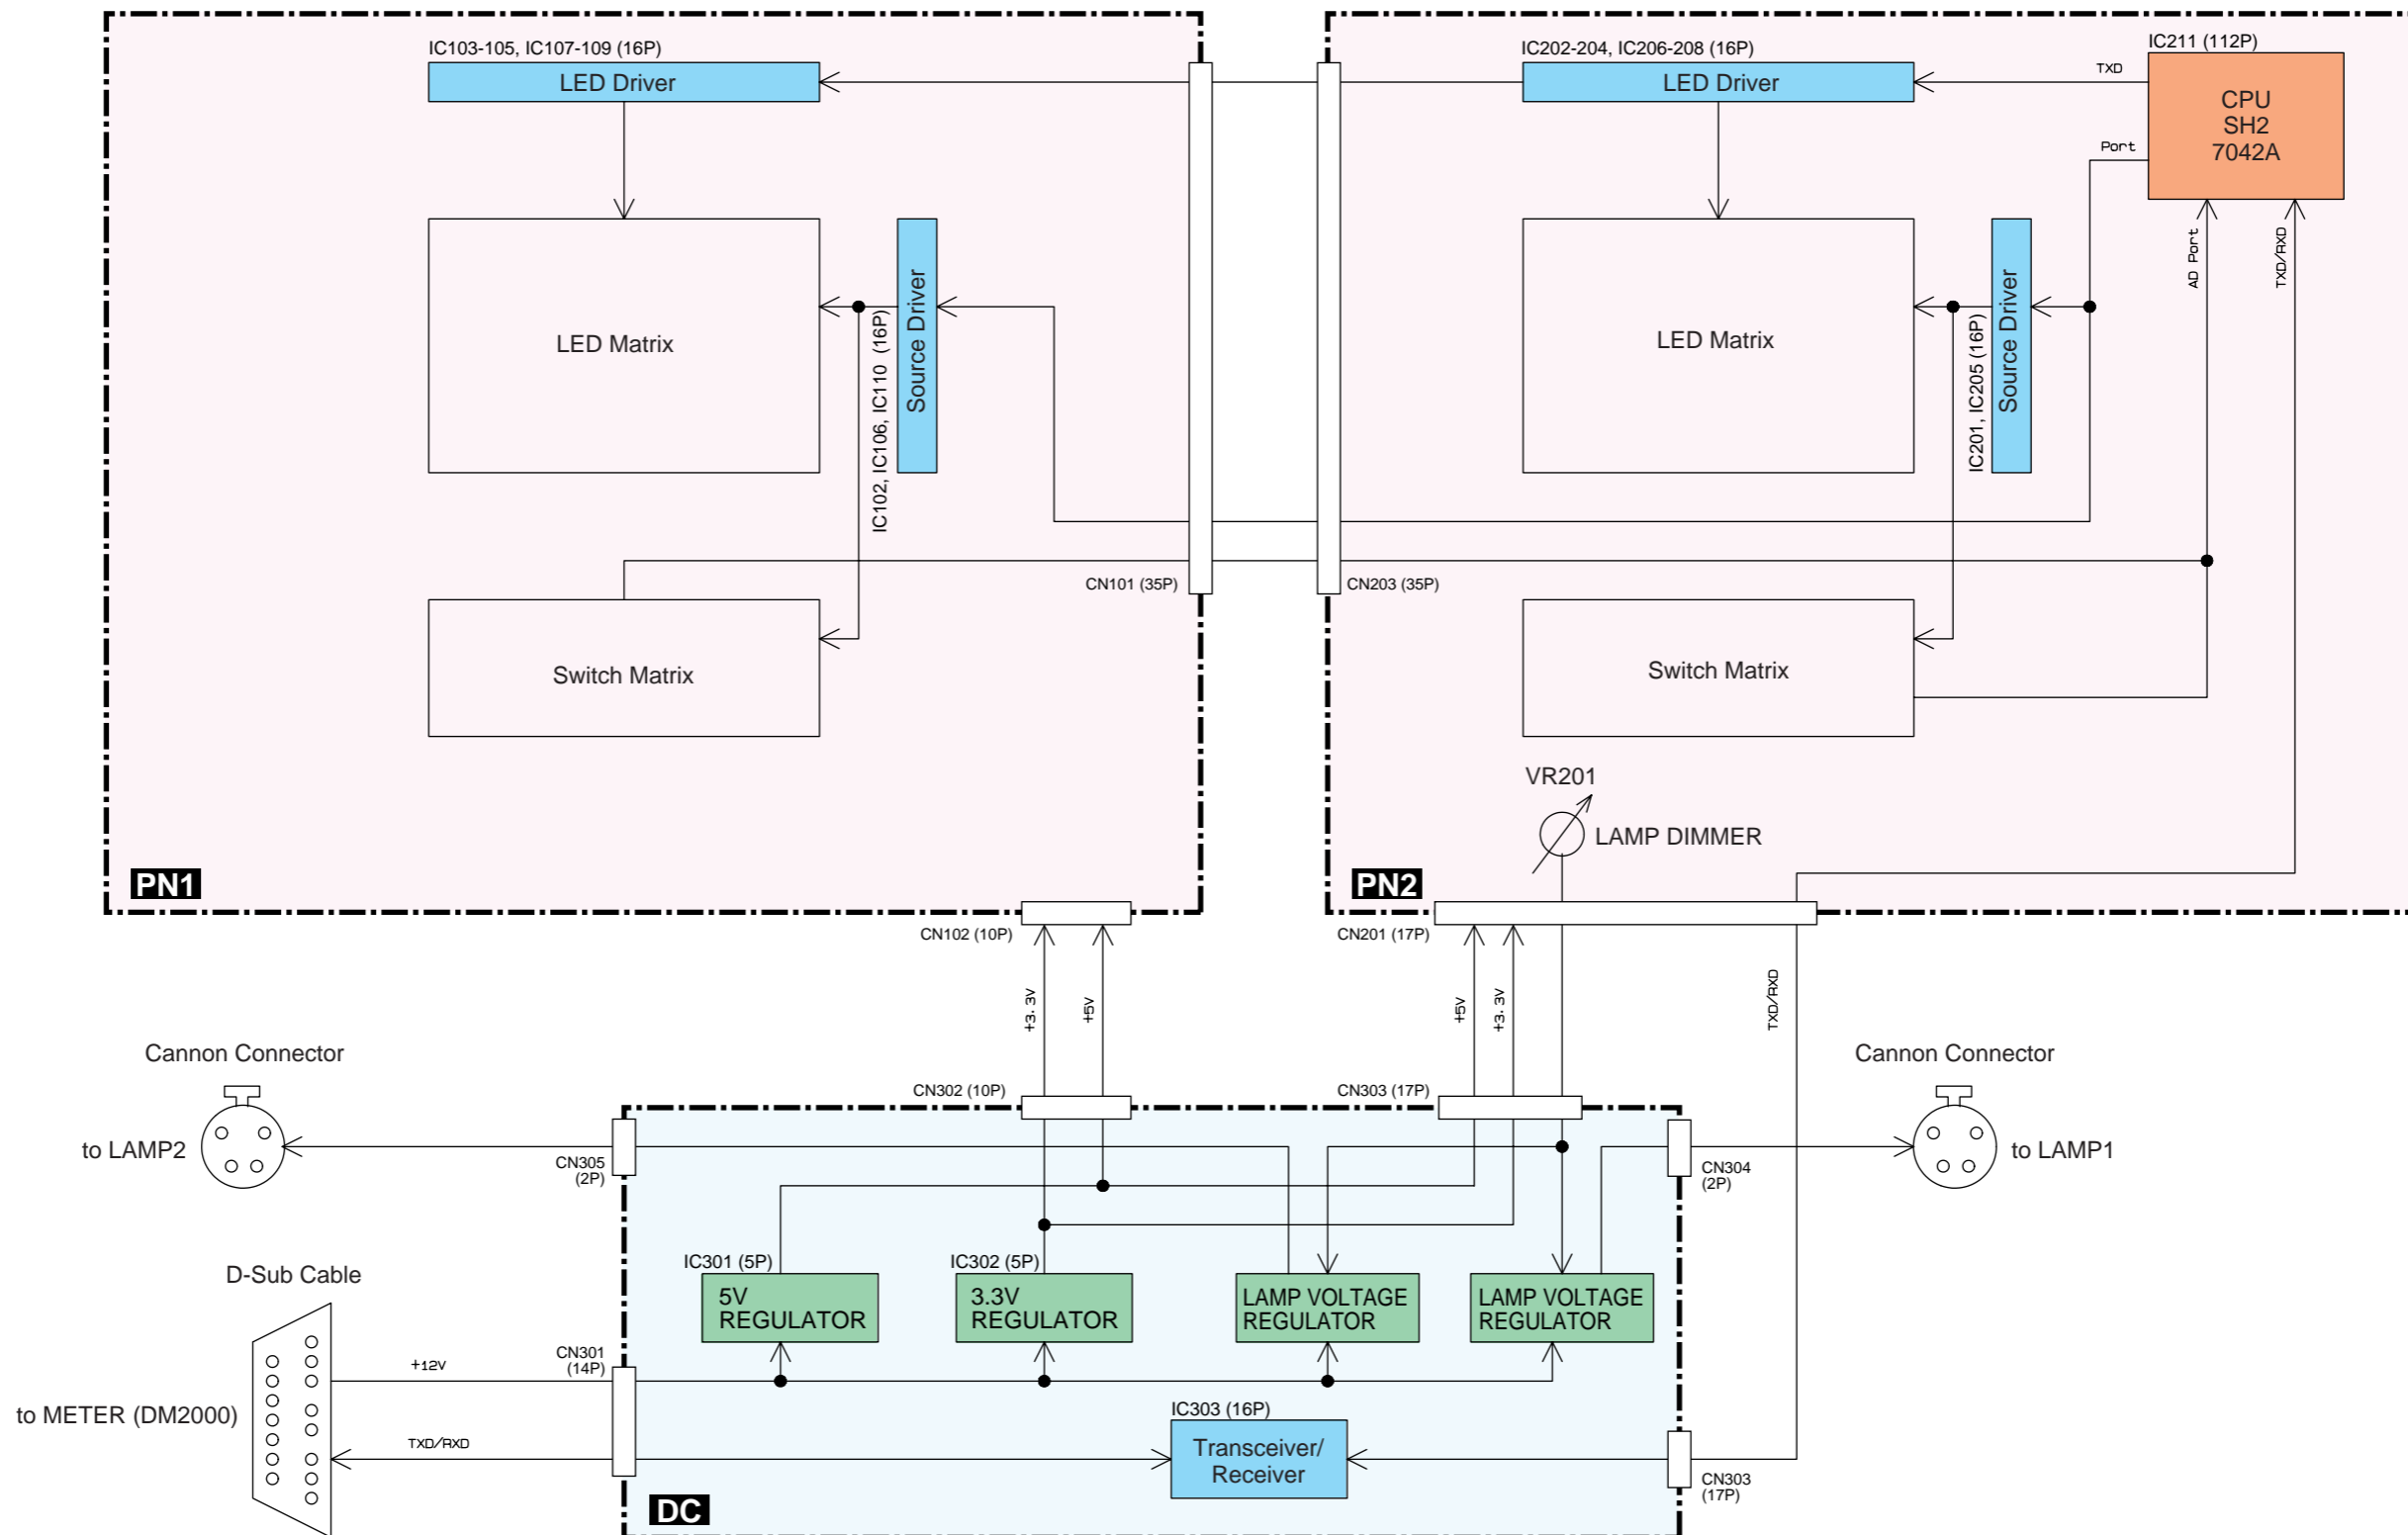 IC103-105, IC107-109 (16P)
LED Driver
IC202-204, IC206-208 (16P)
LED Driver
TXD
IC211 (112P)
CPU
SH2
7042A
Port
AD Port
TXD/RXD
LED Matrix
IC102, IC106, IC110 (16P)
Source Driver
LED Matrix
IC201, IC205 (16P)
Source Driver
CN101 (35P)
CN203 (35P)
Switch Matrix
Switch Matrix
VR201
LAMP DIMMER
PN1
PN2
CN102 (10P)
CN201 (17P)
+3.3V
+5V
+5V
+3.3V
TXD/RXD
Cannon Connector
to LAMP2
Cannon Connector
to LAMP1
CN302 (10P)
CN303 (17P)
CN305
(2P)
CN304
(2P)
IC301 (5P)
5V
REGULATOR
IC302 (5P)
3.3V
REGULATOR
LAMP VOLTAGE
REGULATOR
LAMP VOLTAGE
REGULATOR
D-Sub Cable
to METER (DM2000)
+12V
CN301
(14P)
TXD/RXD
IC303 (16P)
Transceiver/
Receiver
CN303
(17P)
DC